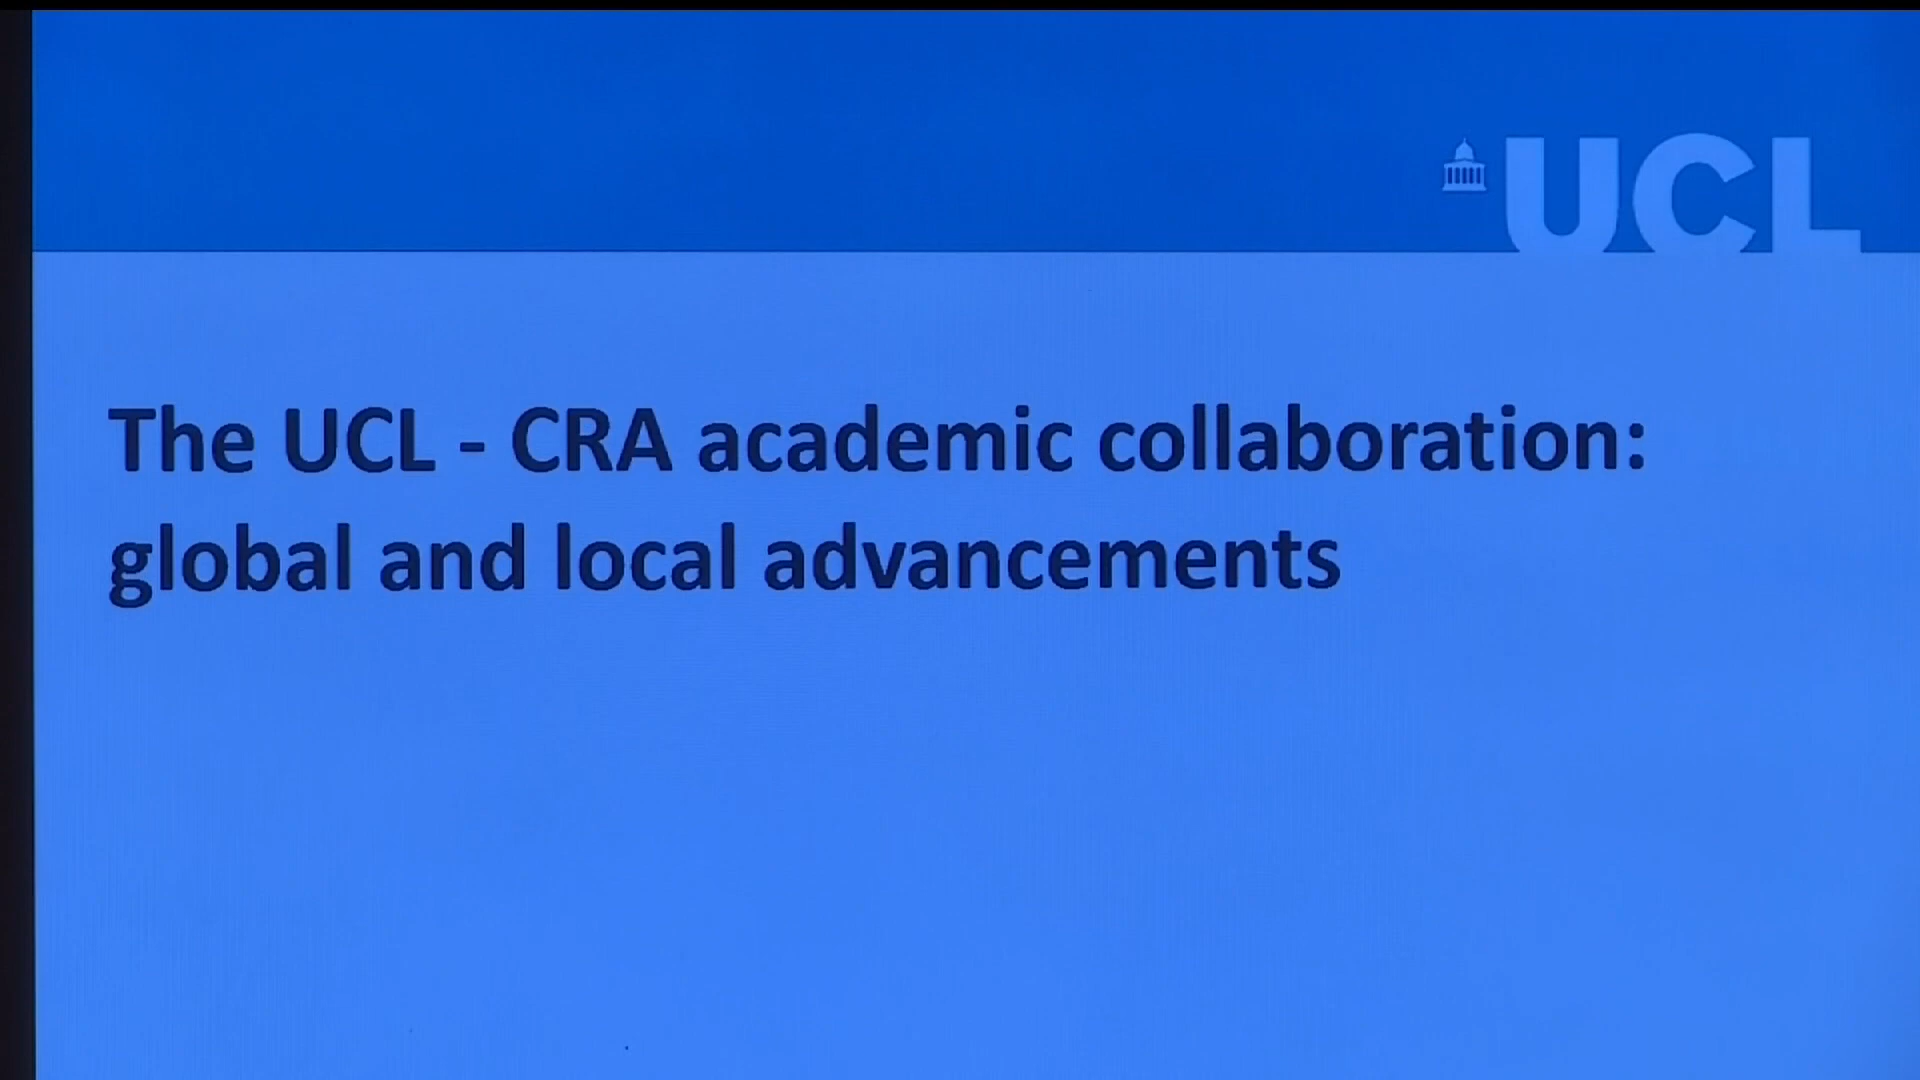 UCL
The UCL - CRA academic collaboration:
global and local advancements